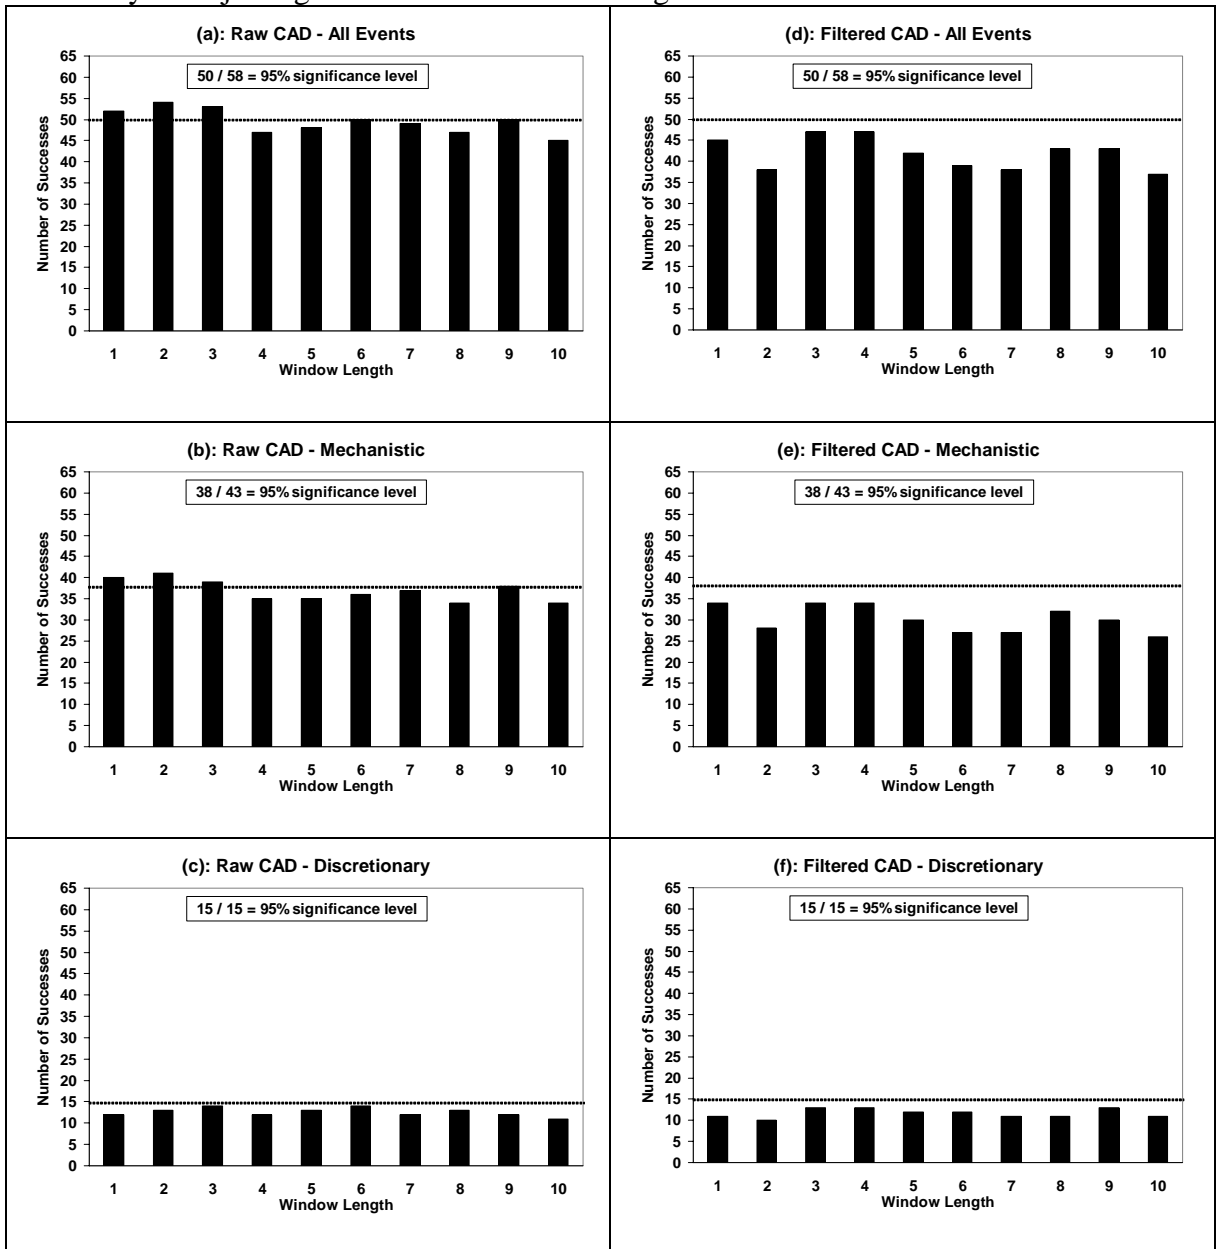 (a): Raw CAD - All Events
50 / 58 = 95% significance level
Number of Successes
65
60
55
50
45
40
35
30
25
20
15
10
5
0
1 2 3 4 5 6 7 8 9 10
Window Length
(d): Filtered CAD - All Events
50 / 58 = 95% significance level
Number of Successes
65
60
55
50
45
40
35
30
25
20
15
10
5
0
1 2 3 4 5 6 7 8 9 10
Window Length
(b): Raw CAD - Mechanistic
38 / 43 = 95% significance level
Number of Successes
65
60
55
50
45
40
35
30
25
20
15
10
5
0
1 2 3 4 5 6 7 8 9 10
Window Length
(e): Filtered CAD - Mechanistic
38 / 43 = 95% significance level
Number of Successes
65
60
55
50
45
40
35
30
25
20
15
10
5
0
1 2 3 4 5 6 7 8 9 10
Window Length
(c): Raw CAD - Discretionary
15 / 15 = 95% significance level
Number of Successes
65
60
55
50
45
40
35
30
25
20
15
10
5
0
1 2 3 4 5 6 7 8 9 10
Window Length
(f): Filtered CAD - Discretionary
15 / 15 = 95% significance level
Number of Successes
65
60
55
50
45
40
35
30
25
20
15
10
5
0
1 2 3 4 5 6 7 8 9 10
Window Length